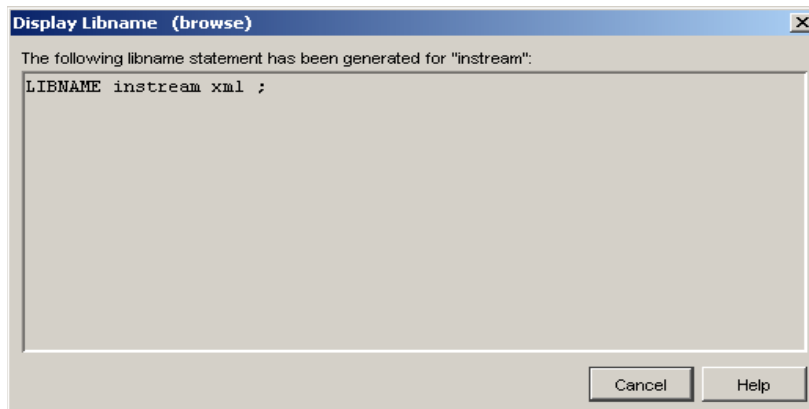 Display Libname (browse)
The following libname statement has been generated for "instream":
LIBNAME instream xml ;
Cancel
Help